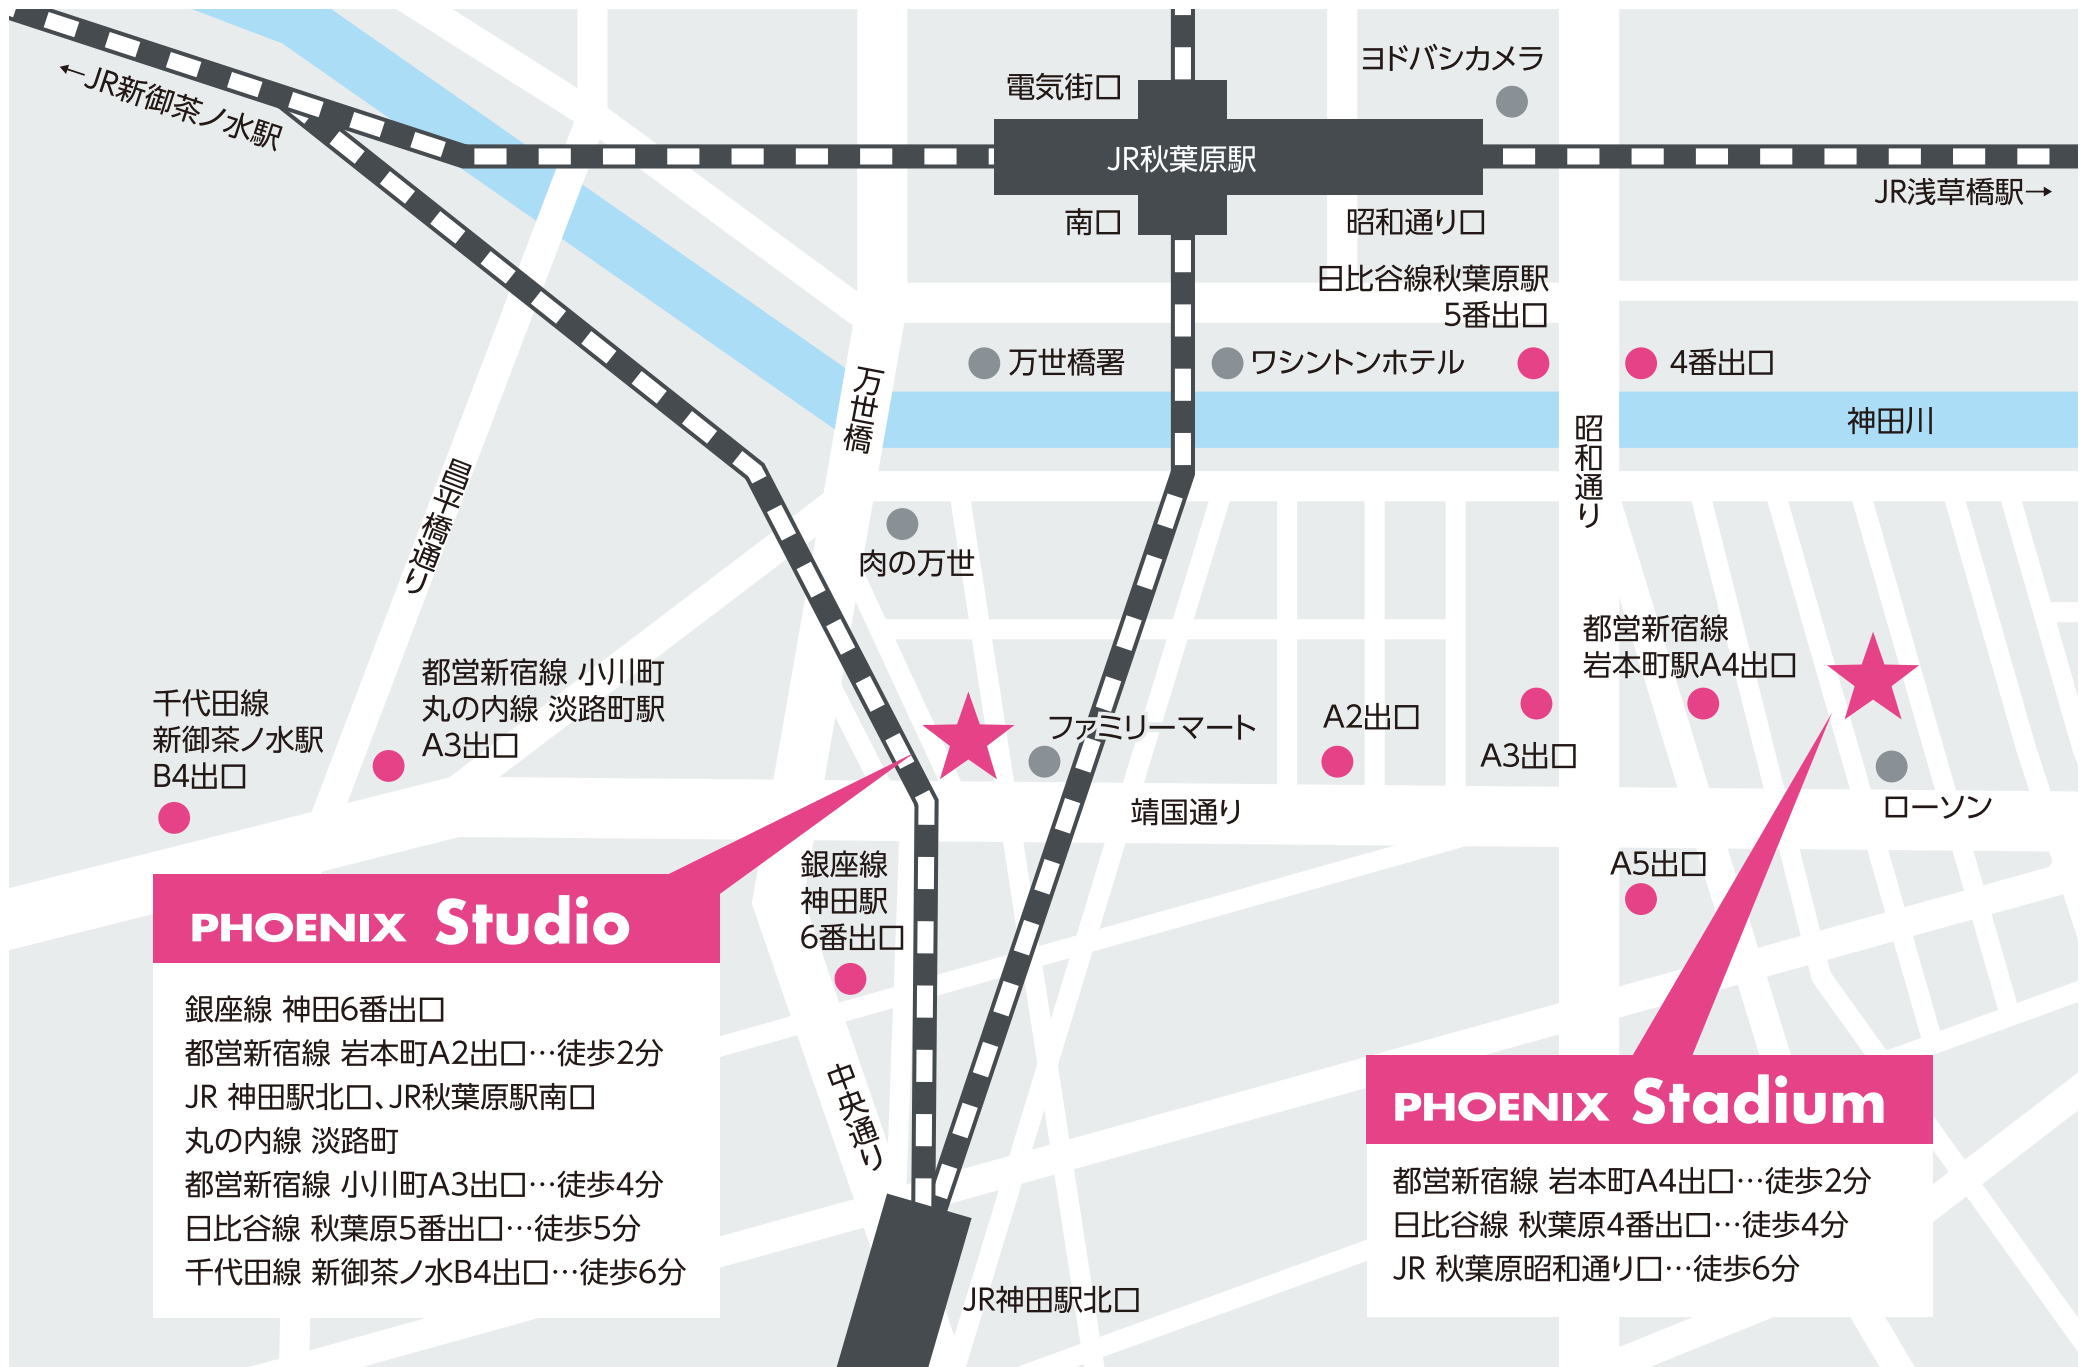 ヨドバシカメラ
電気街口
←JR新御茶ノ水駅
JR秋葉原駅
JR浅草橋駅→
南口
昭和通り口
日比谷線秋葉原駅
5番出口
万世橋署
ワシントンホテル
4番出口
万世橋
神田川
昭和通り
昌平橋通り
肉の万世
都営新宿線
岩本町駅A4出口
都営新宿線 小川町
丸の内線 淡路町駅
A3出口
千代田線
新御茶ノ水駅
B4出口
ファミリーマート
A2出口
A3出口
靖国通り
ローソン
銀座線
神田駅
6番出口
A5出口
PHOENIX Studio
銀座線 神田6番出口
都営新宿線 岩本町A2出口…徒歩2分
JR 神田駅北口、JR秋葉原駅南口
丸の内線 淡路町
都営新宿線 小川町A3出口…徒歩4分
日比谷線 秋葉原5番出口…徒歩5分
千代田線 新御茶ノ水B4出口…徒歩6分
中央通り
JR神田駅北口
PHOENIX Stadium
都営新宿線 岩本町A4出口…徒歩2分
日比谷線 秋葉原4番出口…徒歩4分
JR 秋葉原昭和通り口…徒歩6分